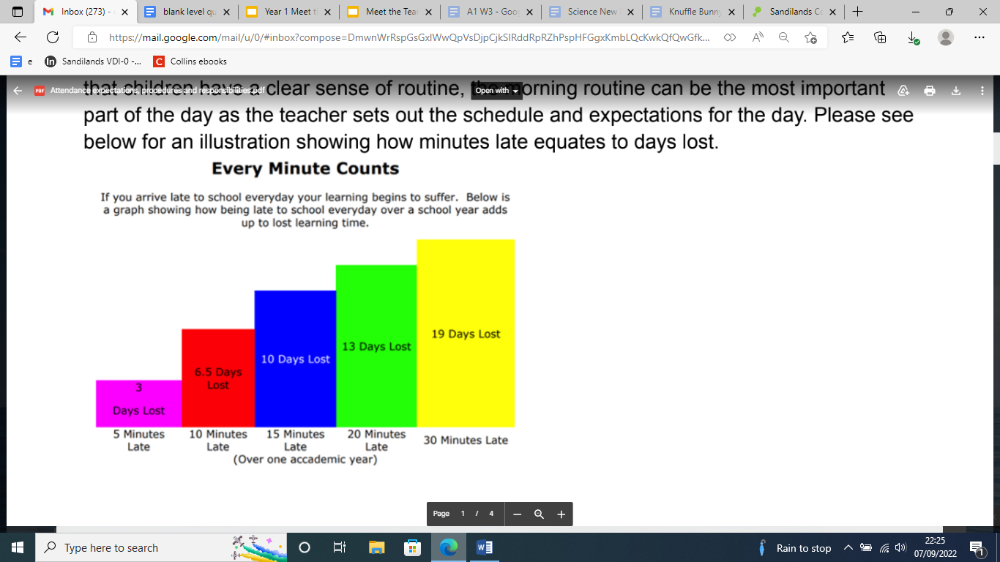 Inbox (273) -
blank level qu
Year 1 Meet t
Meet the Tea
A1 W3 - Goo
Science New
Knuffle Bunn
Sandilands C
https://mail.google.com/mail/u/0/#inbox?compose=DmwnWrRspGsGxlWwQpVsDjpCjkSlRddRpRZhPspHFGgxKmbLQcKwkQfQwGfk...
e
Sandilands VDI-0 -...
Collins ebooks
Attendance expectations, procedures and responsibilities.pdf
Open with
that children have a clear sense of routine, the morning routine can be the most important
part of the day as the teacher sets out the schedule and expectations for the day. Please see
below for an illustration showing how minutes late equates to days lost.
Every Minute Counts
If you arrive late to school everyday your learning begins to suffer. Below is
a graph showing how being late to school everyday over a school year adds
up to lost learning time.
3
Days Lost
6.5 Days
Lost
10 Days Lost
13 Days Lost
19 Days Lost
5 Minutes
Late
10 Minutes
Late
15 Minutes
Late
20 Minutes
Late
30 Minutes Late
(Over one accademic year)
Page 1 / 4
Type here to search
Rain to stop
22:25
07/09/2022
1